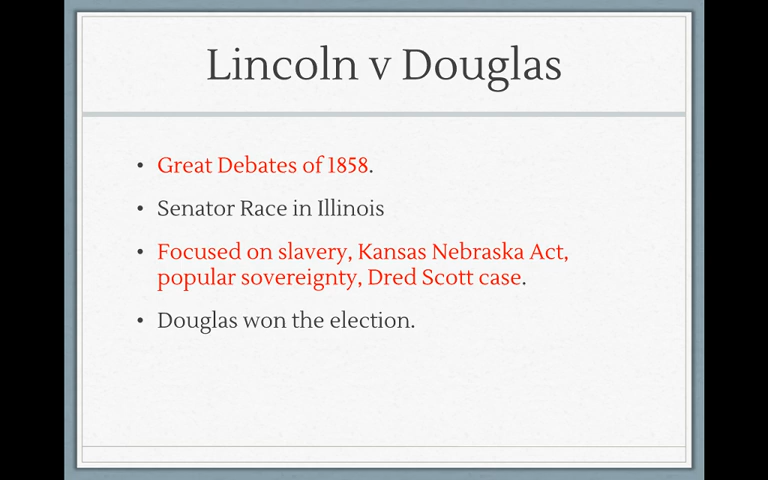 Lincoln v Douglas
• Great Debates of 1858.
• Senator Race in Illinois
• Focused on slavery, Kansas Nebraska Act,
popular sovereignty, Dred Scott case.
• Douglas won the election.